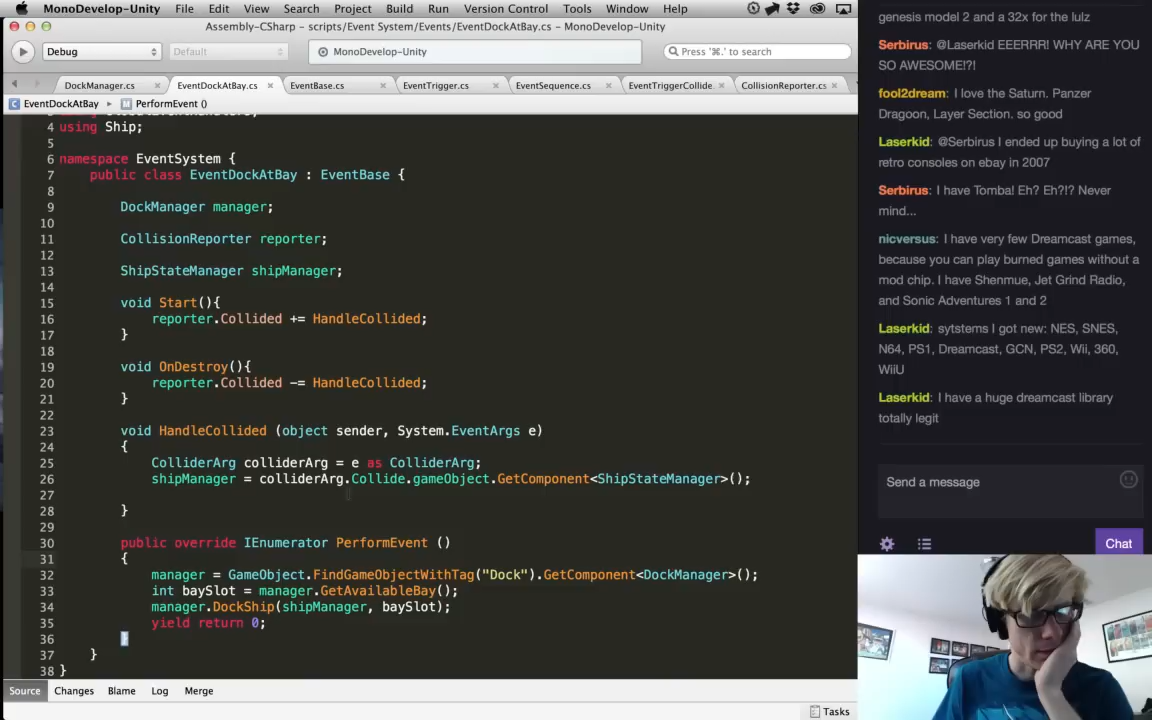 MonoDevelop-Unity File Edit View Search Project Build Run Version Control Tools Window Help
Assembly-CSharp - scripts/Event System/Events/EventDockAtBay.cs - MonoDevelop-Unity
Debug Default MonoDevelop-Unity Press '⌘.' to search
DockManager.cs EventDockAtBay.cs EventBase.cs EventTrigger.cs EventSequence.cs EventTriggerCollide. CollisionReporter.cs
EventDockAtBay PerformEvent ()
4 using Ship;
5
6 namespace EventSystem {
7 public class EventDockAtBay : EventBase {
8
9 DockManager manager;
10
11 CollisionReporter reporter;
12
13 ShipStateManager shipManager;
14
15 void Start(){
16 reporter.Collided += HandleCollided;
17 }
18
19 void OnDestroy(){
20 reporter.Collided -= HandleCollided;
21 }
22
23 void HandleCollided (object sender, System.EventArgs e)
24 {
25 ColliderArg colliderArg = e as ColliderArg;
26 shipManager = colliderArg.Collide.gameObject.GetComponent<ShipStateManager>();
27
28 }
29
30 public override IEnumerator PerformEvent ()
31 {
32 manager = GameObject.FindGameObjectWithTag("Dock").GetComponent<DockManager>();
33 int baySlot = manager.GetAvailableBay();
34 manager.DockShip(shipManager, baySlot);
35 yield return 0;
36 }
37 }
38 }
Source Changes Blame Log Merge
Tasks
genesis model 2 and a 32x for the lulz
Serbirus: @Laserkid EEERRR! WHY ARE YOU
SO AWESOME!?!
fool2dream: I love the Saturn. Panzer
Dragoon, Layer Section. so good
Laserkid: @Serbirus I ended up buying a lot of
retro consoles on ebay in 2007
Serbirus: I have Tomba! Eh? Eh?!? Never
mind...
nicversus: I have very few Dreamcast games,
because you can play burned games without a
mod chip. I have Shenmue, Jet Grind Radio,
and Sonic Adventures 1 and 2
Laserkid: sytstems I got new: NES, SNES,
N64, PS1, Dreamcast, GCN, PS2, Wii, 360,
WiiU
Laserkid: I have a huge dreamcast library
totally legit
Send a message
Chat